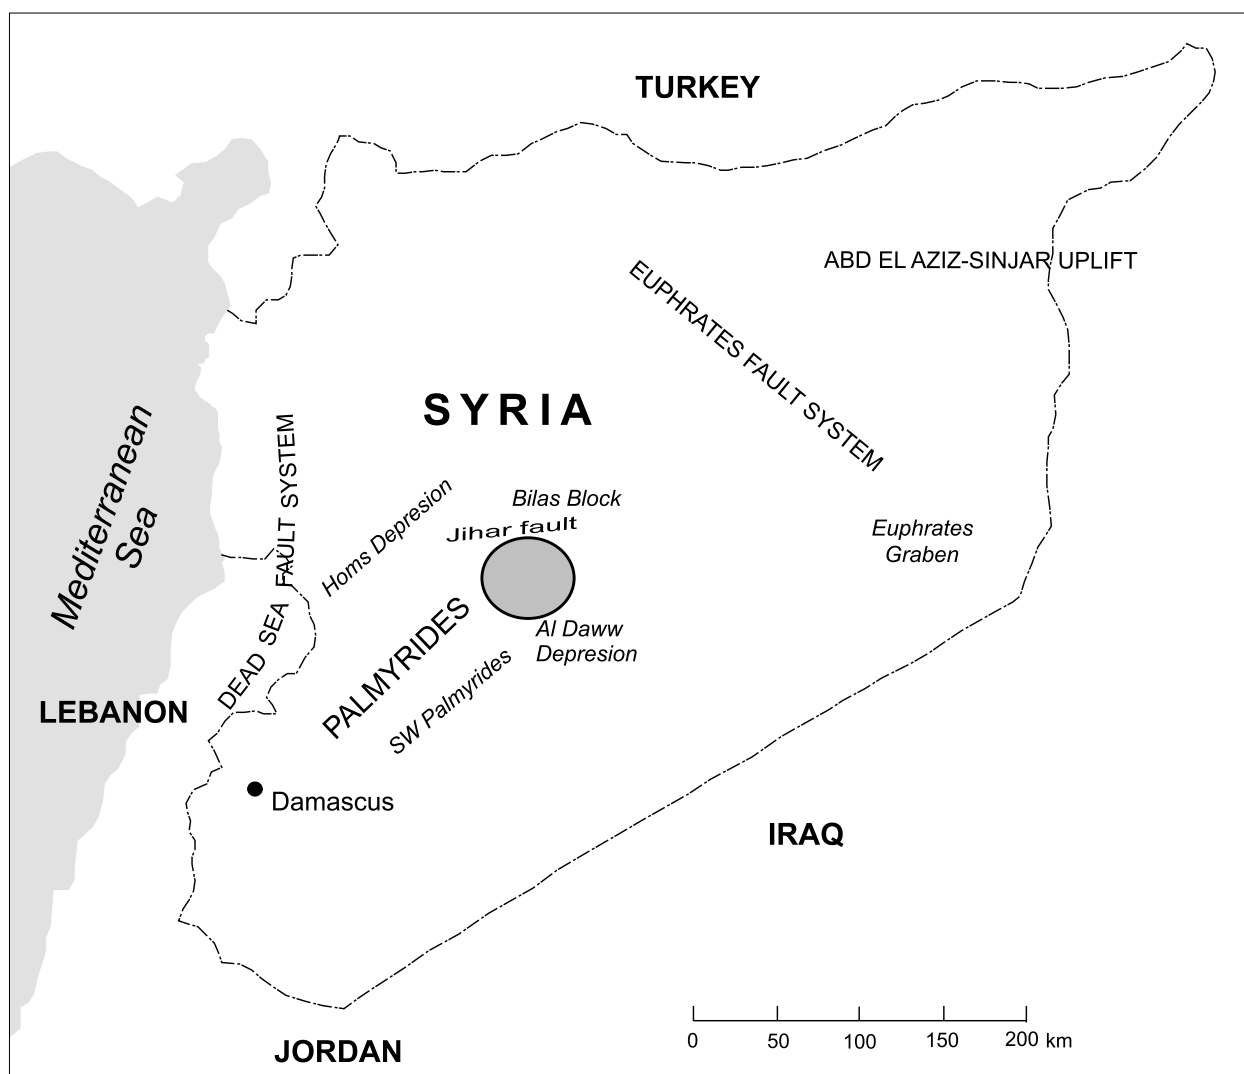 TURKEY
ABD EL AZIZ-SINJAR UPLIFT
EUPHRATES FAULT SYSTEM
SYRIA
Mediterranean
Sea
DEAD SEA FAULT SYSTEM
Homs Depresion
Bilas Block
Jihar fault
Euphrates
Graben
PALMYRIDES
Al Daww
Depresion
SW Palmyrides
LEBANON
Damascus
IRAQ
JORDAN
0 50 100 150 200 km